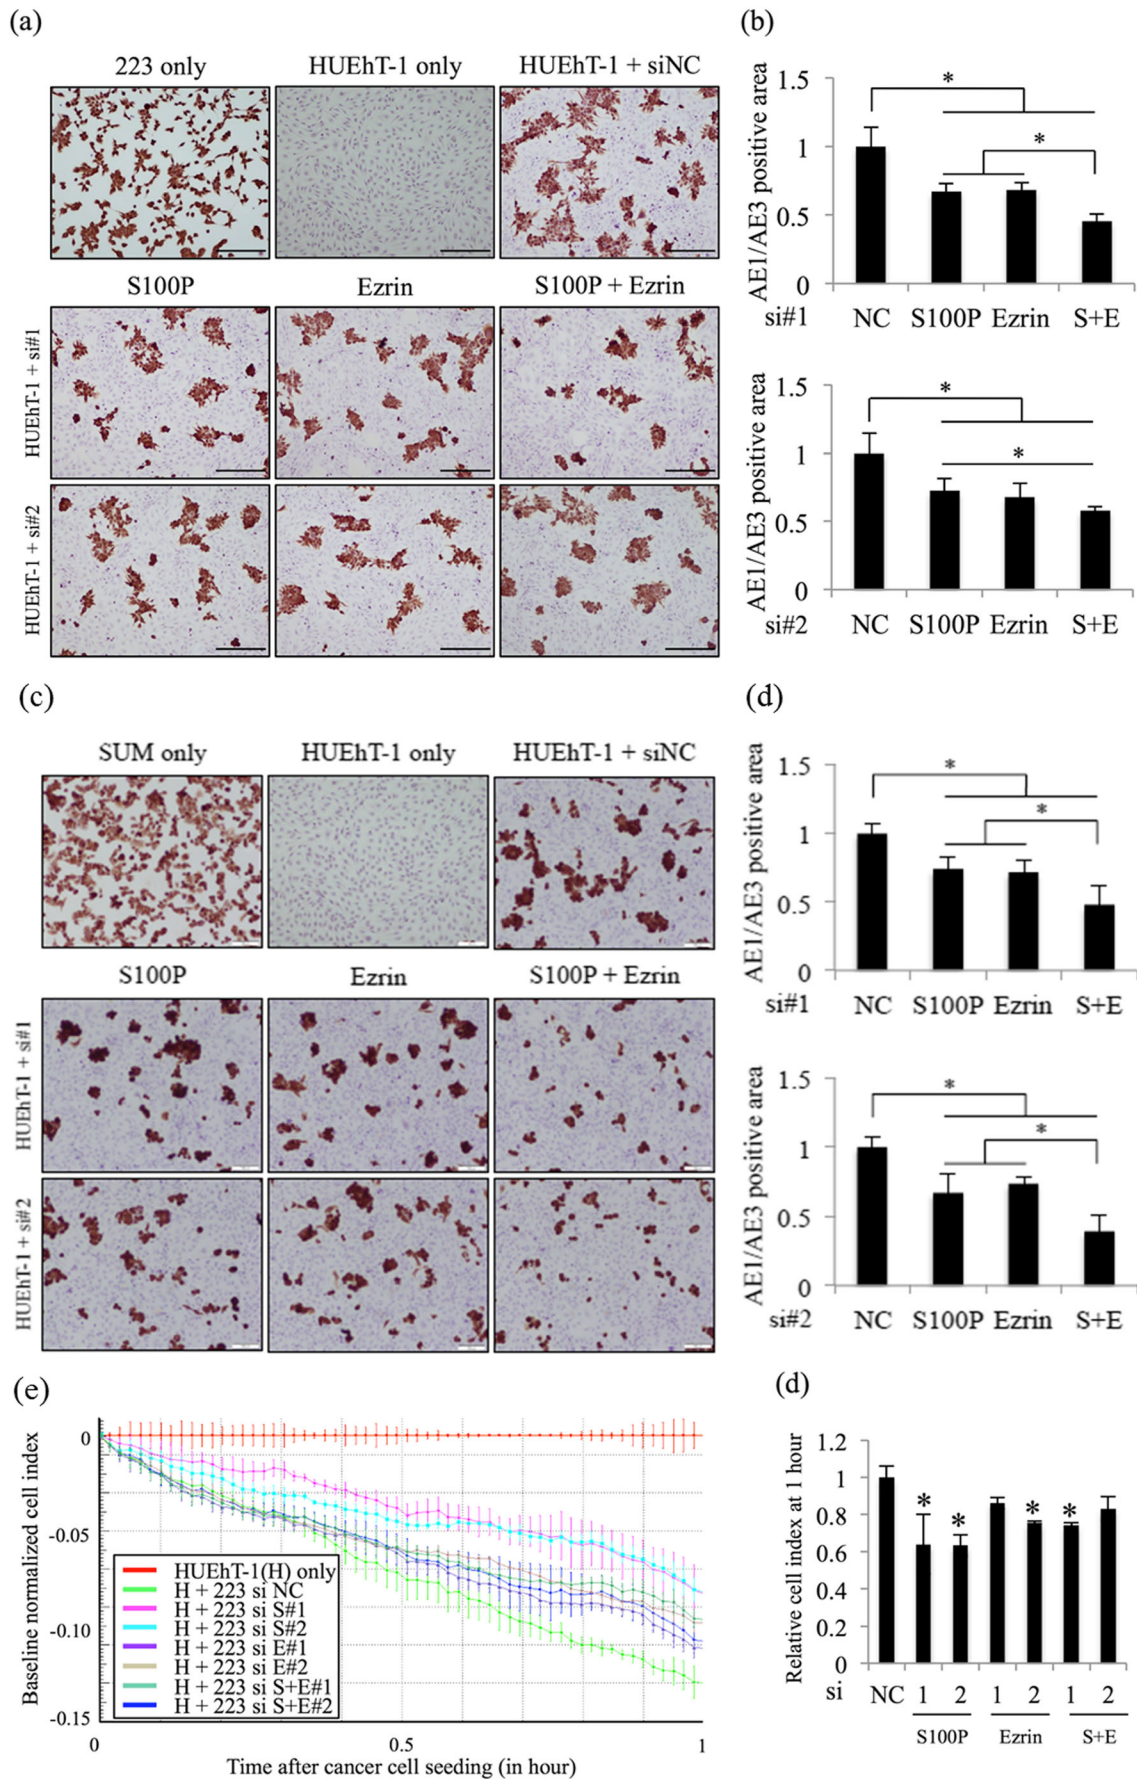 (a)
223 only
HUEhT-1 only
HUEhT-1 + siNC
S100P
Ezrin
S100P + Ezrin
HUEhT-1 + si#1
HUEhT-1 + si#2
(b)
AE1/AE3 positive area
1.5
1
0.5
0
*
*
si#1
NC
S100P
Ezrin
S+E
AE1/AE3 positive area
1.5
1
0.5
0
*
*
si#2
NC
S100P
Ezrin
S+E
(c)
SUM only
HUEhT-1 only
HUEhT-1 + siNC
S100P
Ezrin
S100P + Ezrin
HUEhT-1 + si#1
HUEhT-1 + si#2
(d)
AE1/AE3 positive area
1.5
1
0.5
0
*
*
si#1
NC
S100P
Ezrin
S+E
AE1/AE3 positive area
1.5
1
0.5
0
*
*
si#2
NC
S100P
Ezrin
S+E
(e)
Baseline normalized cell index
0
-0.05
-0.10
-0.15
HUEhT-1(H) only
H + 223 si NC
H + 223 si S#1
H + 223 si S#2
H + 223 si E#1
H + 223 si E#2
H + 223 si S+E#1
H + 223 si S+E#2
0
0.5
1
Time after cancer cell seeding (in hour)
(d)
Relative cell index at 1 hour
1.2
1
0.8
0.6
0.4
0.2
0
*
*
*
*
si
NC
1
2
1
2
1
2
S100P
Ezrin
S+E